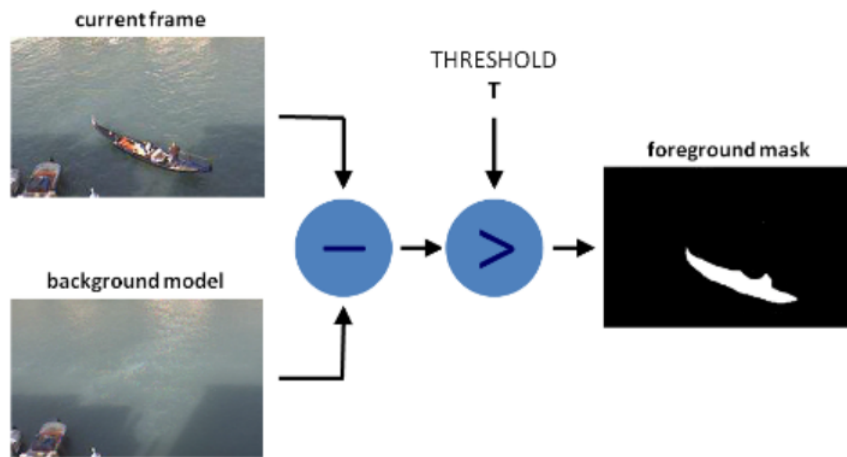 current frame
THRESHOLD
T
foreground mask
background model